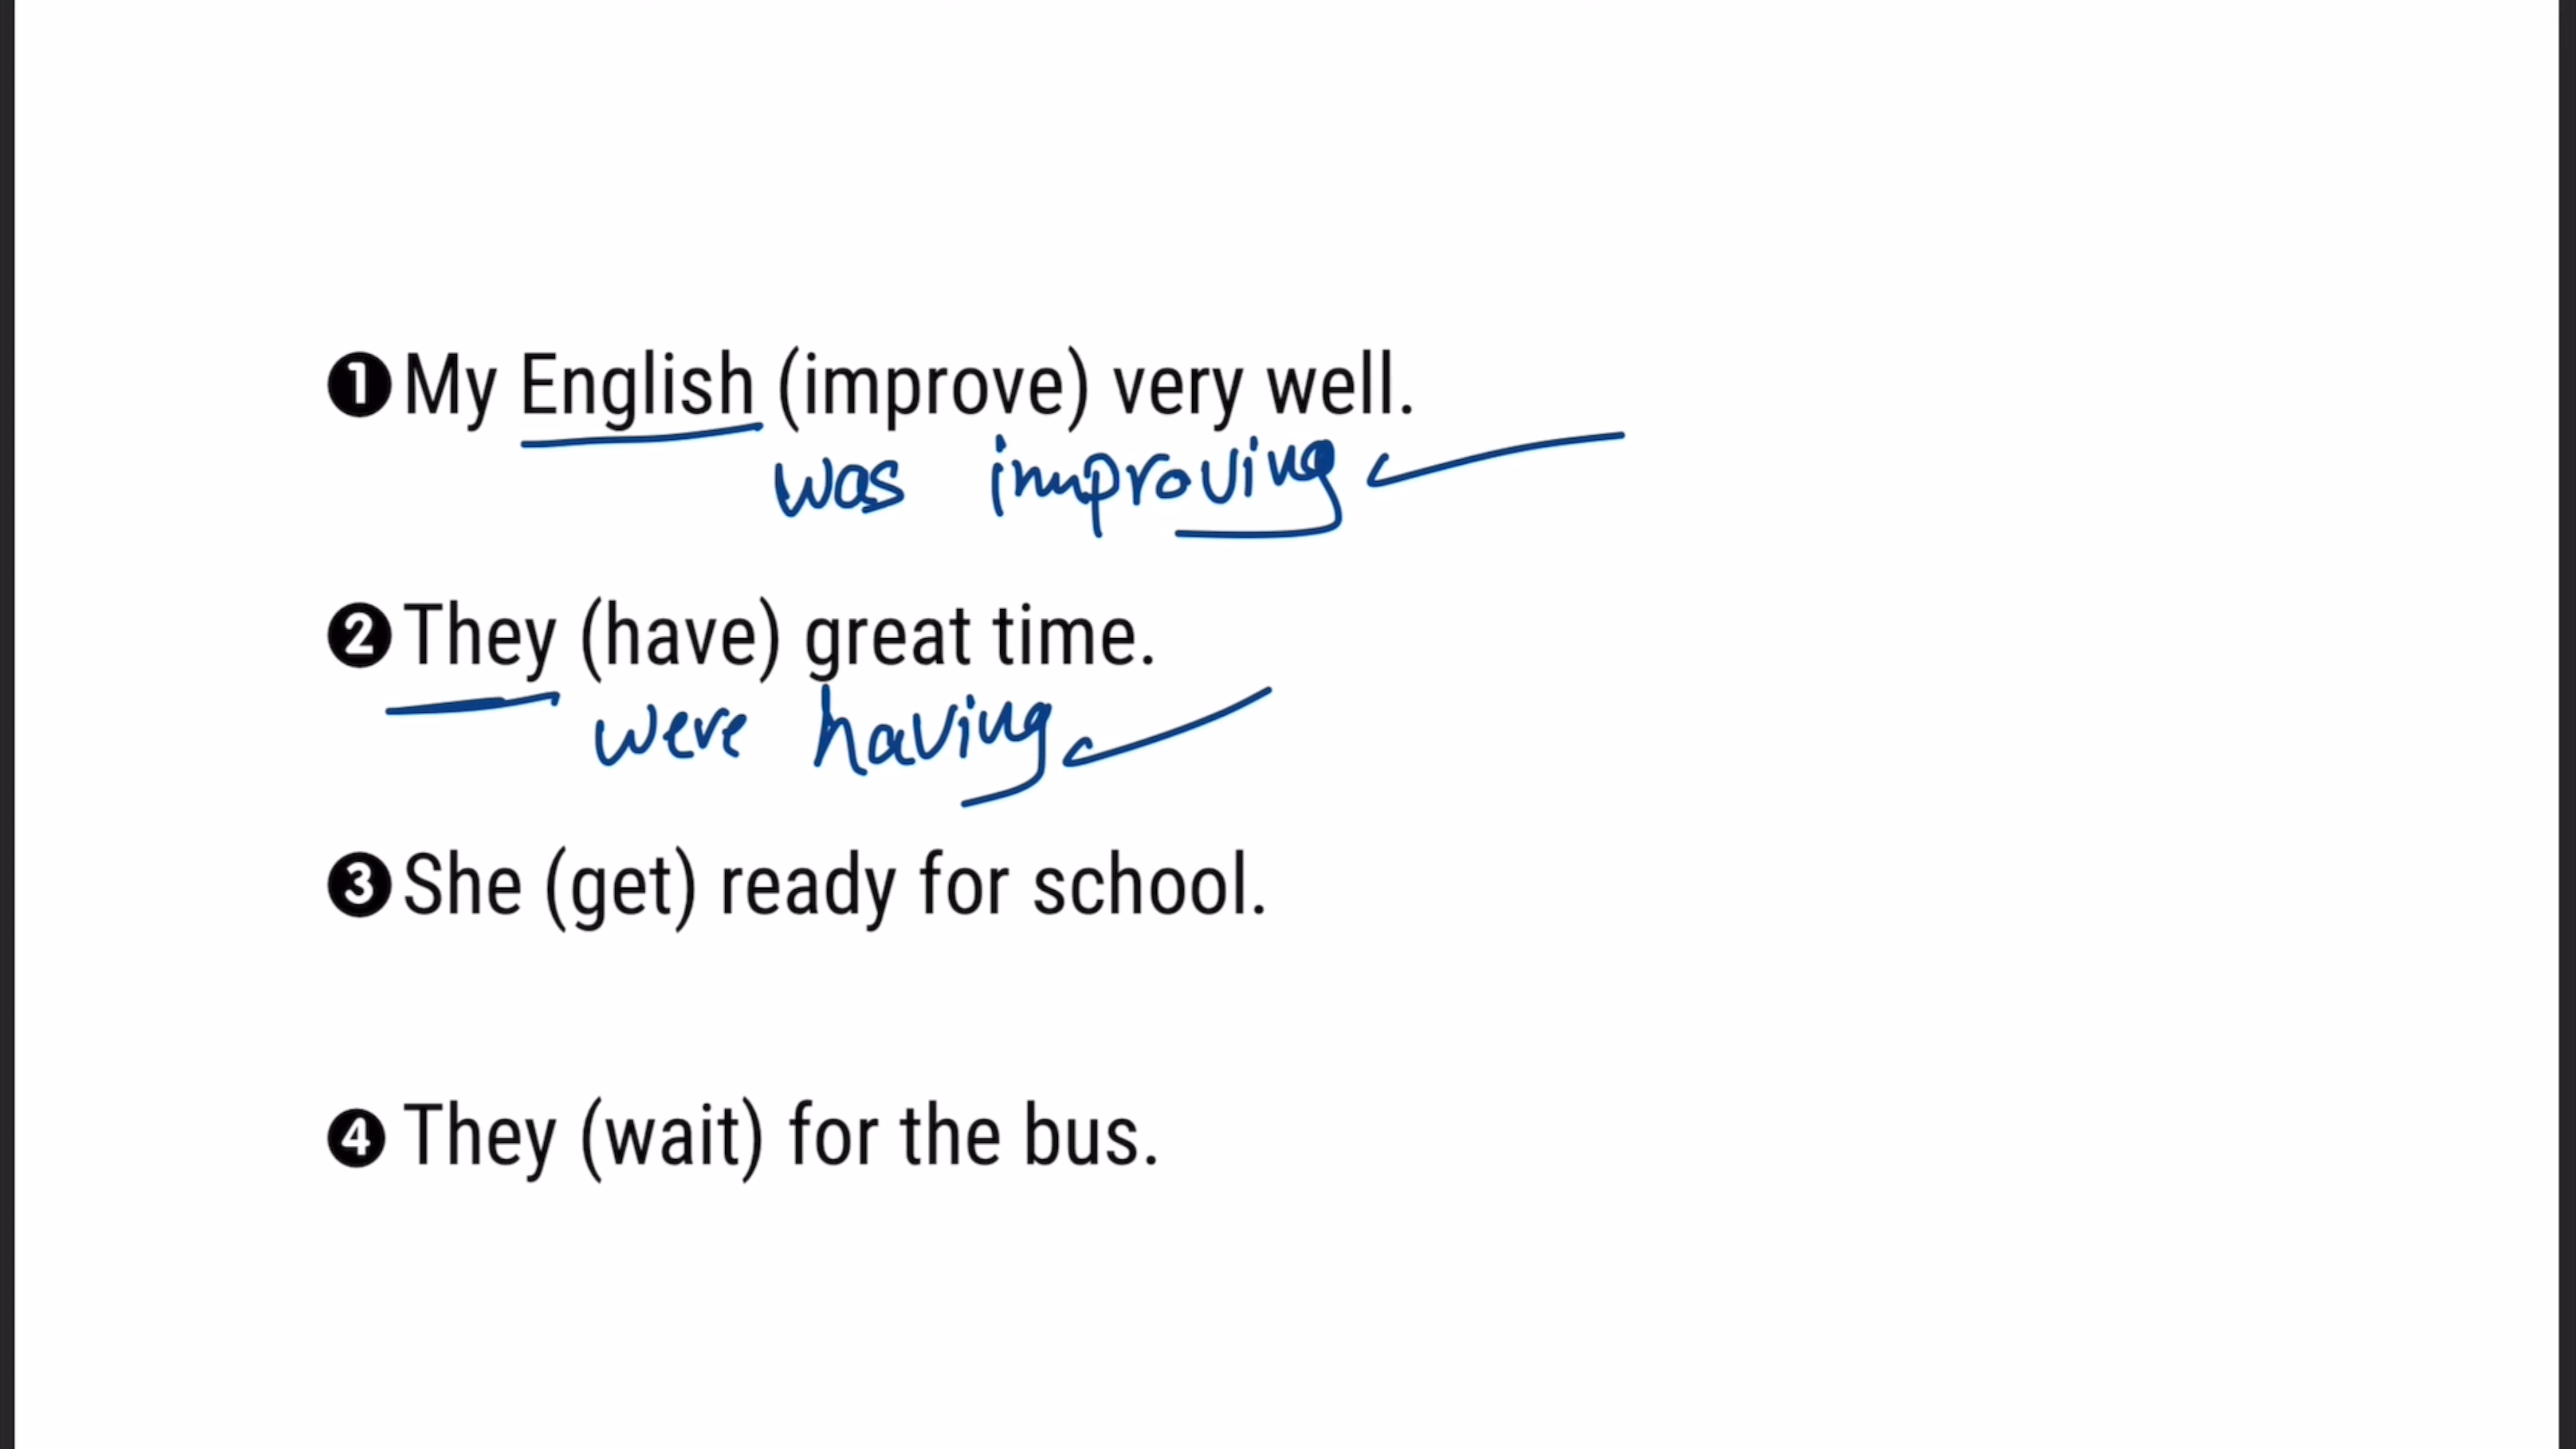 ❶ My English (improve) very well.
was improving
❷ They (have) great time.
were having
❸ She (get) ready for school.
❹ They (wait) for the bus.